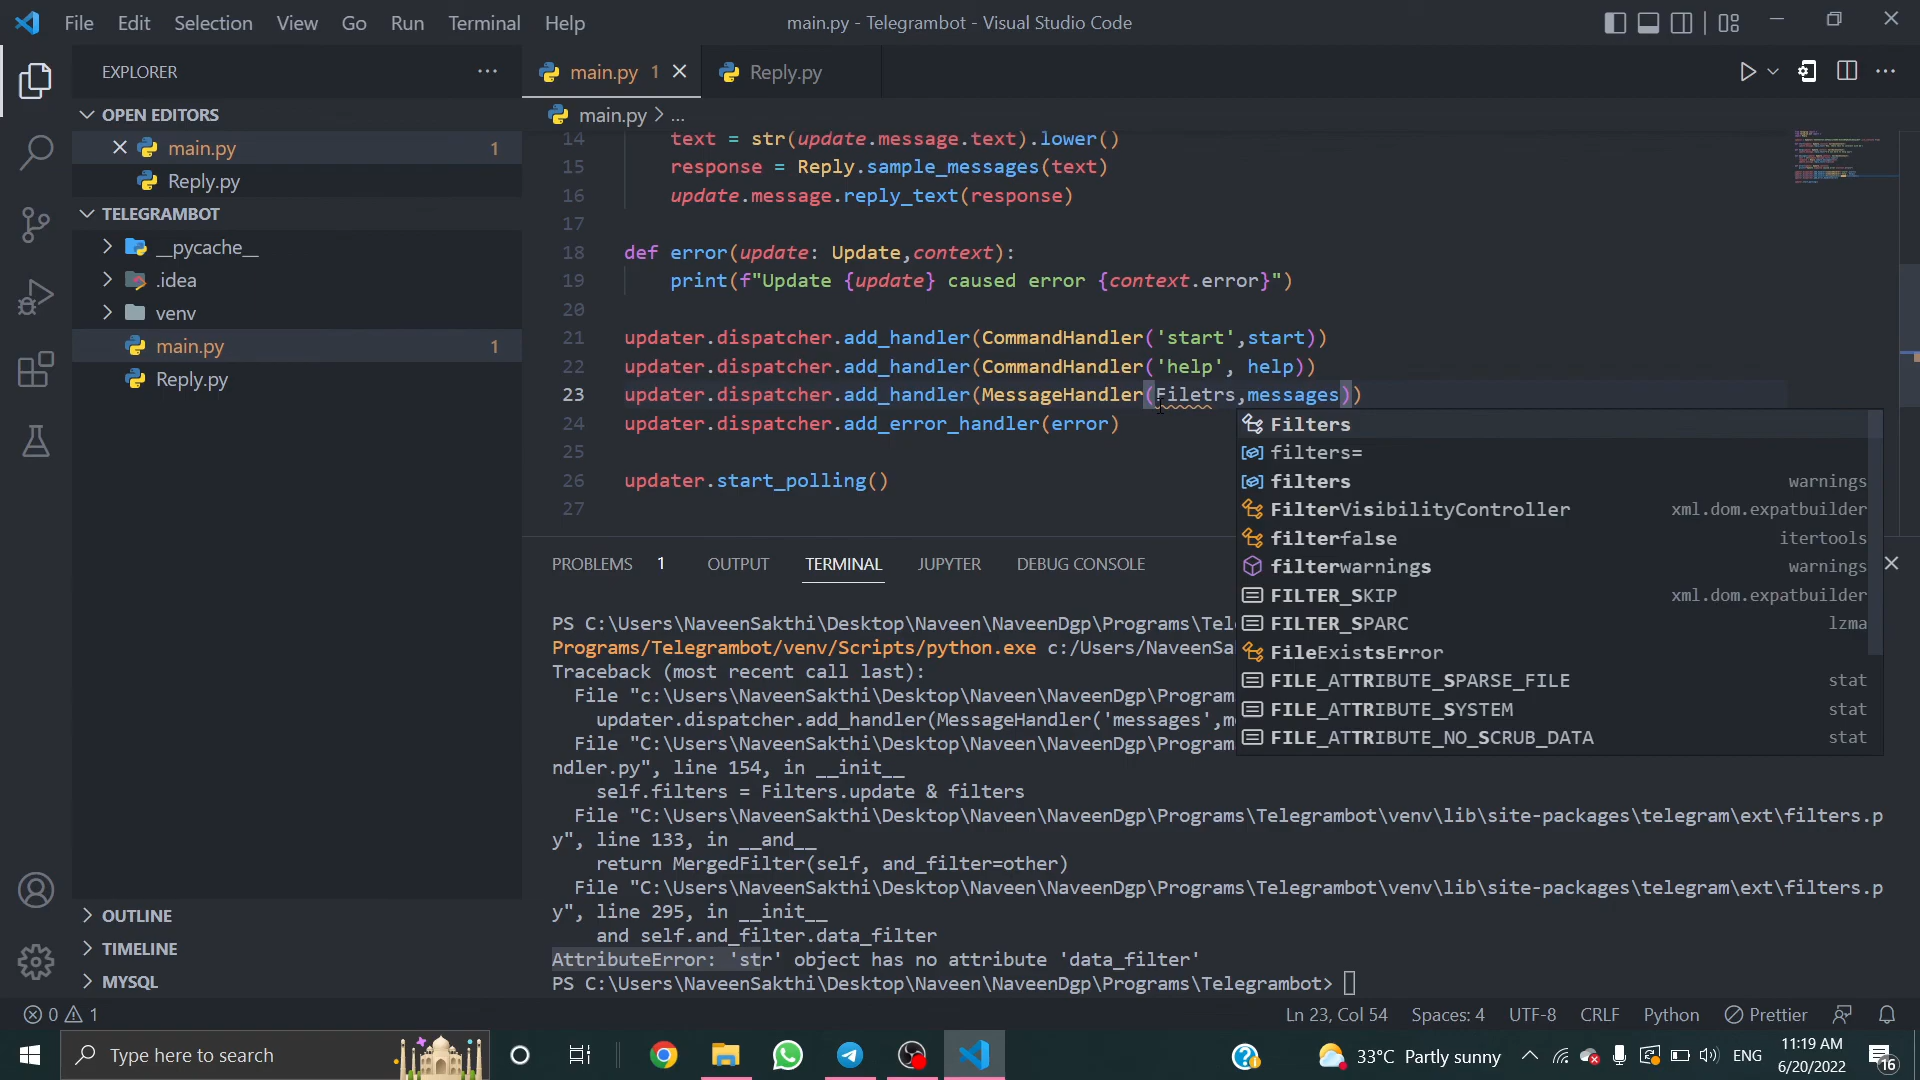 File Edit Selection View Go Run Terminal Help main.py - Telegrambot - Visual Studio Code
EXPLORER
OPEN EDITORS
main.py 1
Reply.py
TELEGRAMBOT
__pycache__
.idea
venv
main.py 1
Reply.py
OUTLINE
TIMELINE
MYSQL
main.py 1 Reply.py
main.py > ...
14 text = str(update.message.text).lower()
15 response = Reply.sample_messages(text)
16 update.message.reply_text(response)
17
18 def error(update: Update,context):
19 print(f"Update {update} caused error {context.error}")
20
21 updater.dispatcher.add_handler(CommandHandler('start',start))
22 updater.dispatcher.add_handler(CommandHandler('help', help))
23 updater.dispatcher.add_handler(MessageHandler(Filetrs,messages))
24 updater.dispatcher.add_error_handler(error)
25
26 updater.start_polling()
27
Filters
filters=
filters warnings
FilterVisibilityController xml.dom.expatbuilder
filterfalse itertools
filterwarnings warnings
FILTER_SKIP xml.dom.expatbuilder
FILTER_SPARC lzma
FileExistsError
FILE_ATTRIBUTE_SPARSE_FILE stat
FILE_ATTRIBUTE_SYSTEM stat
FILE_ATTRIBUTE_NO_SCRUB_DATA stat
PROBLEMS 1 OUTPUT TERMINAL JUPYTER DEBUG CONSOLE
PS C:\Users\NaveenSakthi\Desktop\Naveen\NaveenDgp\Programs\Tel
Programs/Telegrambot/venv/Scripts/python.exe c:/Users/NaveenSa
Traceback (most recent call last):
File "c:\Users\NaveenSakthi\Desktop\Naveen\NaveenDgp\Program
updater.dispatcher.add_handler(MessageHandler('messages',m
File "C:\Users\NaveenSakthi\Desktop\Naveen\NaveenDgp\Program
ndler.py", line 154, in __init__
self.filters = Filters.update & filters
File "C:\Users\NaveenSakthi\Desktop\Naveen\NaveenDgp\Programs\Telegrambot\venv\lib\site-packages\telegram\ext\filters.p
y", line 133, in __and__
return MergedFilter(self, and_filter=other)
File "C:\Users\NaveenSakthi\Desktop\Naveen\NaveenDgp\Programs\Telegrambot\venv\lib\site-packages\telegram\ext\filters.p
y", line 295, in __init__
and self.and_filter.data_filter
AttributeError: 'str' object has no attribute 'data_filter'
PS C:\Users\NaveenSakthi\Desktop\Naveen\NaveenDgp\Programs\Telegrambot>
0 1 Ln 23, Col 54 Spaces: 4 UTF-8 CRLF Python Prettier
Type here to search 33°C Partly sunny ENG 11:19 AM
6/20/2022 16